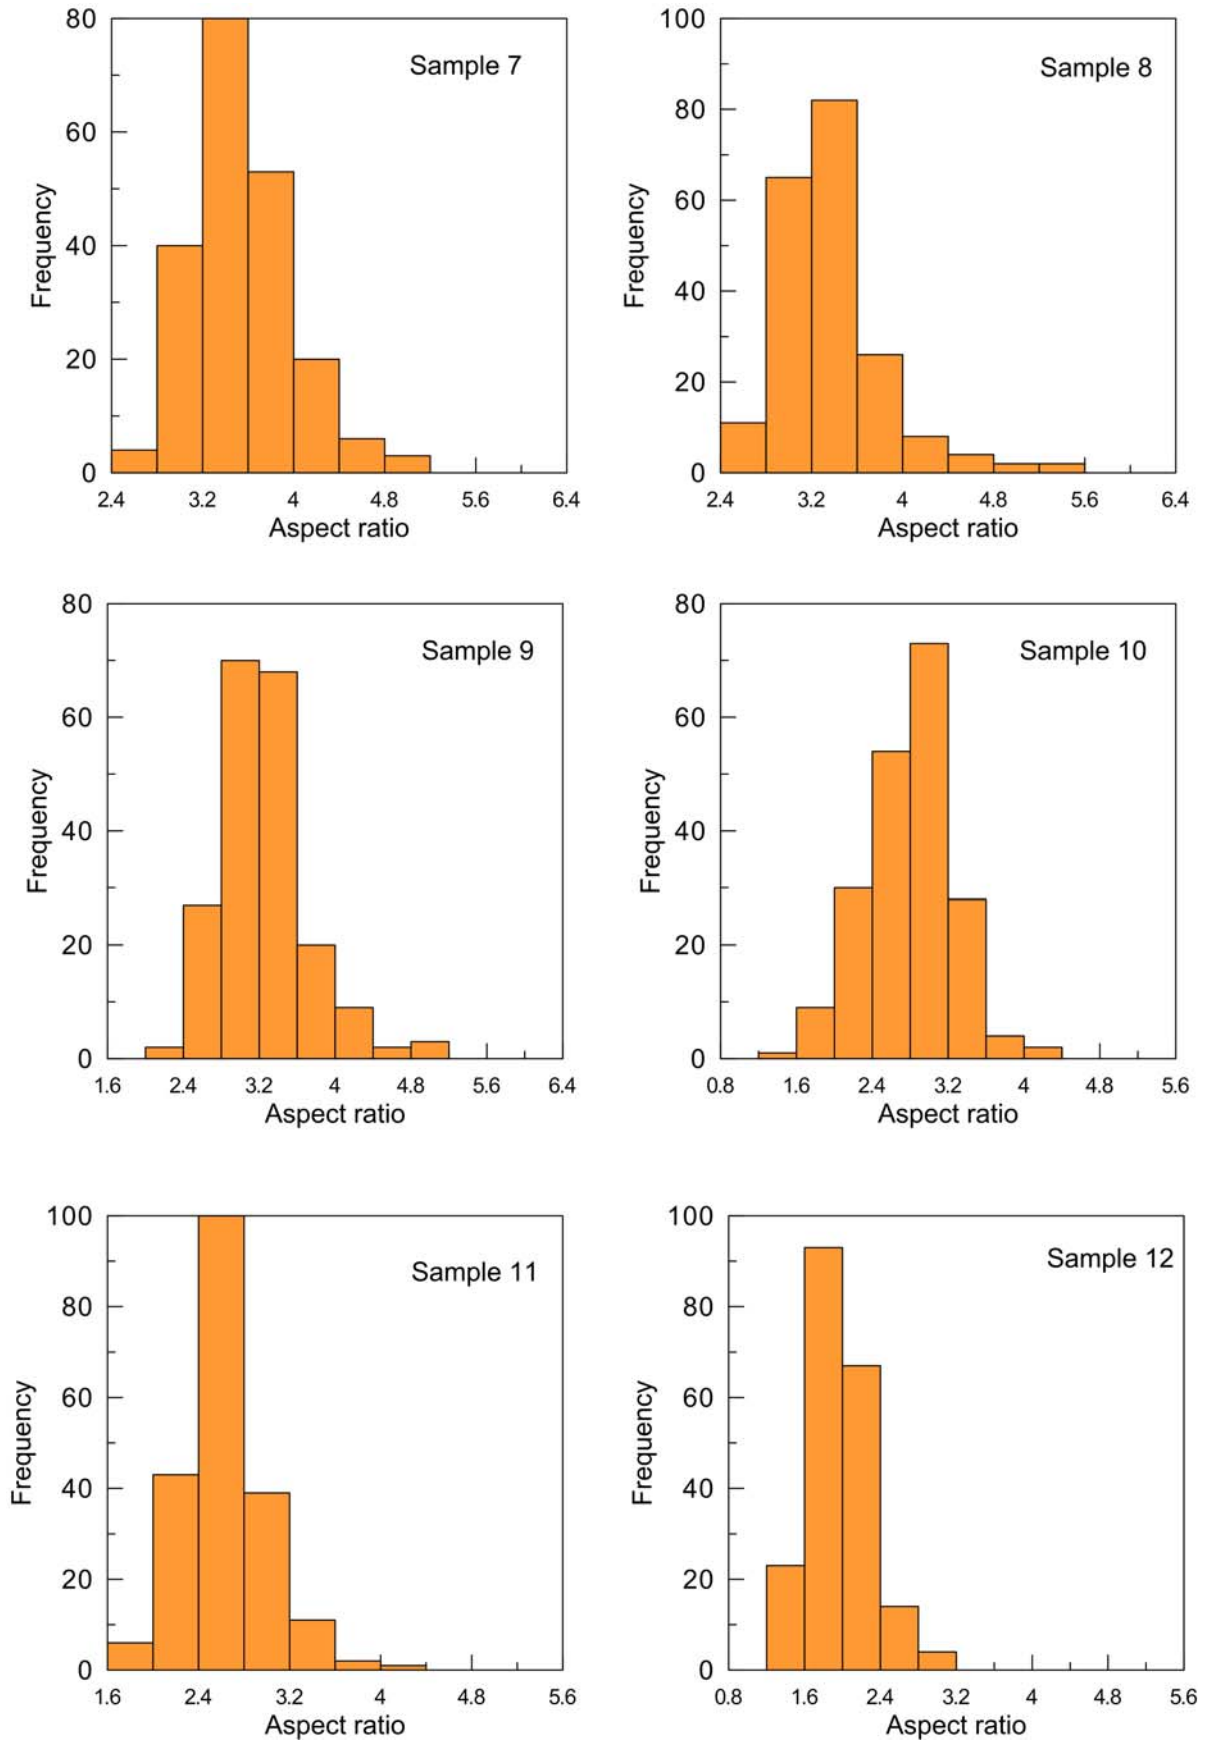 80
Sample 7
60
40
20
0
Frequency
2.4 3.2 4 4.8 5.6 6.4
Aspect ratio
100
Sample 8
80
60
40
20
0
Frequency
2.4 3.2 4 4.8 5.6 6.4
Aspect ratio
80
Sample 9
60
40
20
0
Frequency
1.6 2.4 3.2 4 4.8 5.6 6.4
Aspect ratio
80
Sample 10
60
40
20
0
Frequency
0.8 1.6 2.4 3.2 4 4.8 5.6
Aspect ratio
100
Sample 11
80
60
40
20
0
Frequency
1.6 2.4 3.2 4 4.8 5.6
Aspect ratio
100
Sample 12
80
60
40
20
0
Frequency
0.8 1.6 2.4 3.2 4 4.8 5.6
Aspect ratio